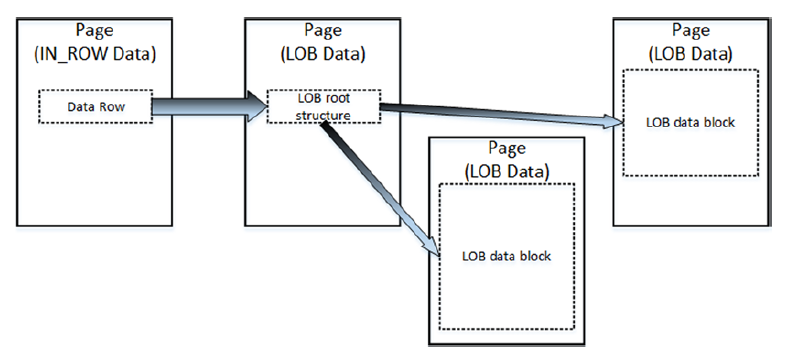 Page
(IN_ROW Data)
Data Row
Page
(LOB Data)
LOB root
structure
Page
(LOB Data)
LOB data block
Page
(LOB Data)
LOB data block